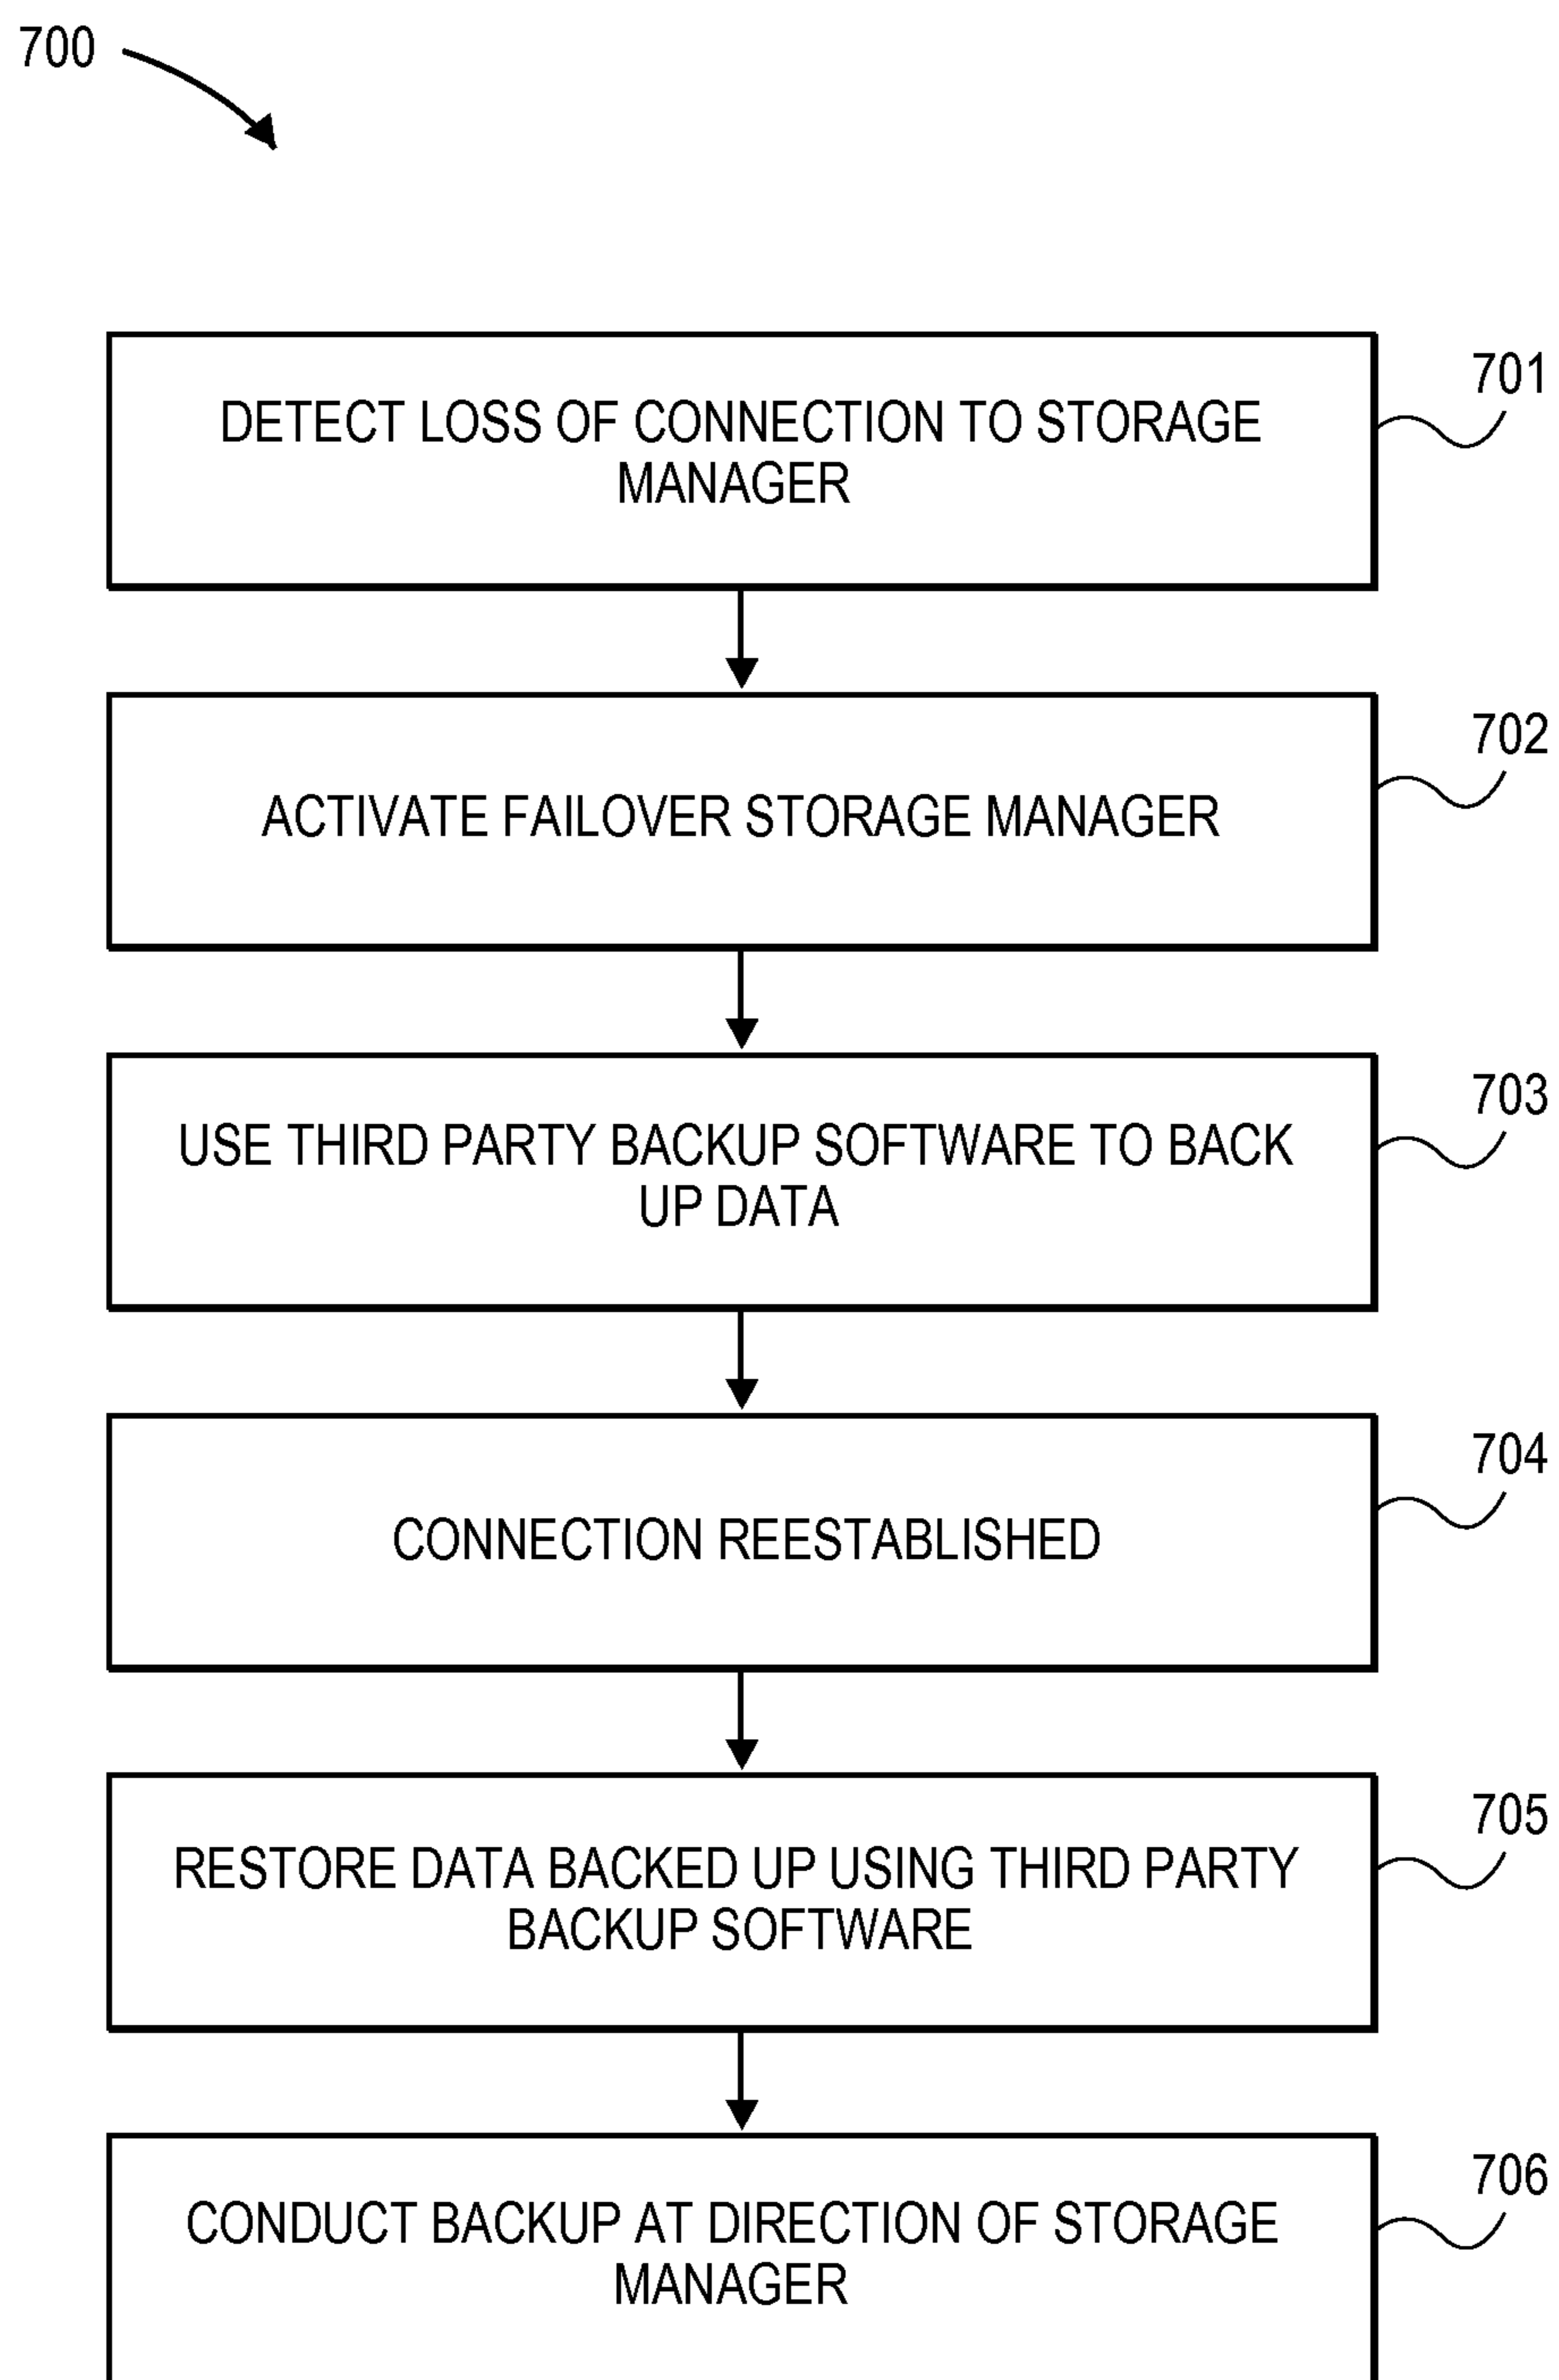 700
701
DETECT LOSS OF CONNECTION TO STORAGE
MANAGER
702
ACTIVATE FAILOVER STORAGE MANAGER
703
USE THIRD PARTY BACKUP SOFTWARE TO BACK
UP DATA
704
CONNECTION REESTABLISHED
705
RESTORE DATA BACKED UP USING THIRD PARTY
BACKUP SOFTWARE
706
CONDUCT BACKUP AT DIRECTION OF STORAGE
MANAGER